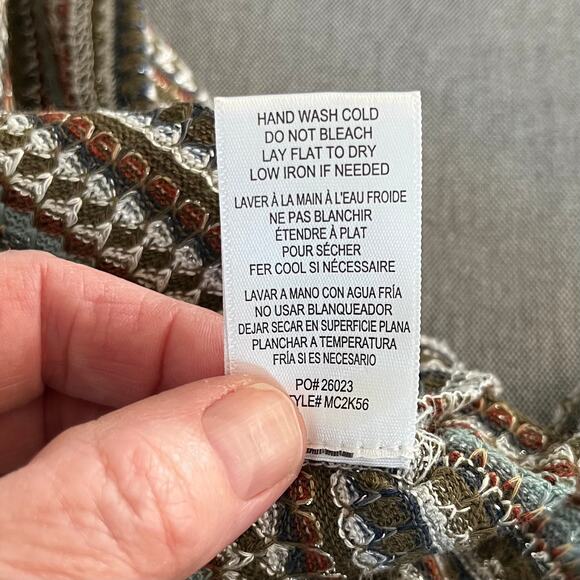 HAND WASH COLD
DO NOT BLEACH
LAY FLAT TO DRY
LOW IRON IF NEEDED
LAVER À LA MAIN À L'EAU FROIDE
NE PAS BLANCHIR
ÉTENDRE À PLAT
POUR SÉCHER
FER COOL SI NÉCESSAIRE
LAVAR A MANO CON AGUA FRÍA
NO USAR BLANQUEADOR
DEJAR SECAR EN SUPERFICIE PLANA
PLANCHAR A TEMPERATURA
FRÍA SI ES NECESARIO
PO# 26023
TYLE# MC2K56